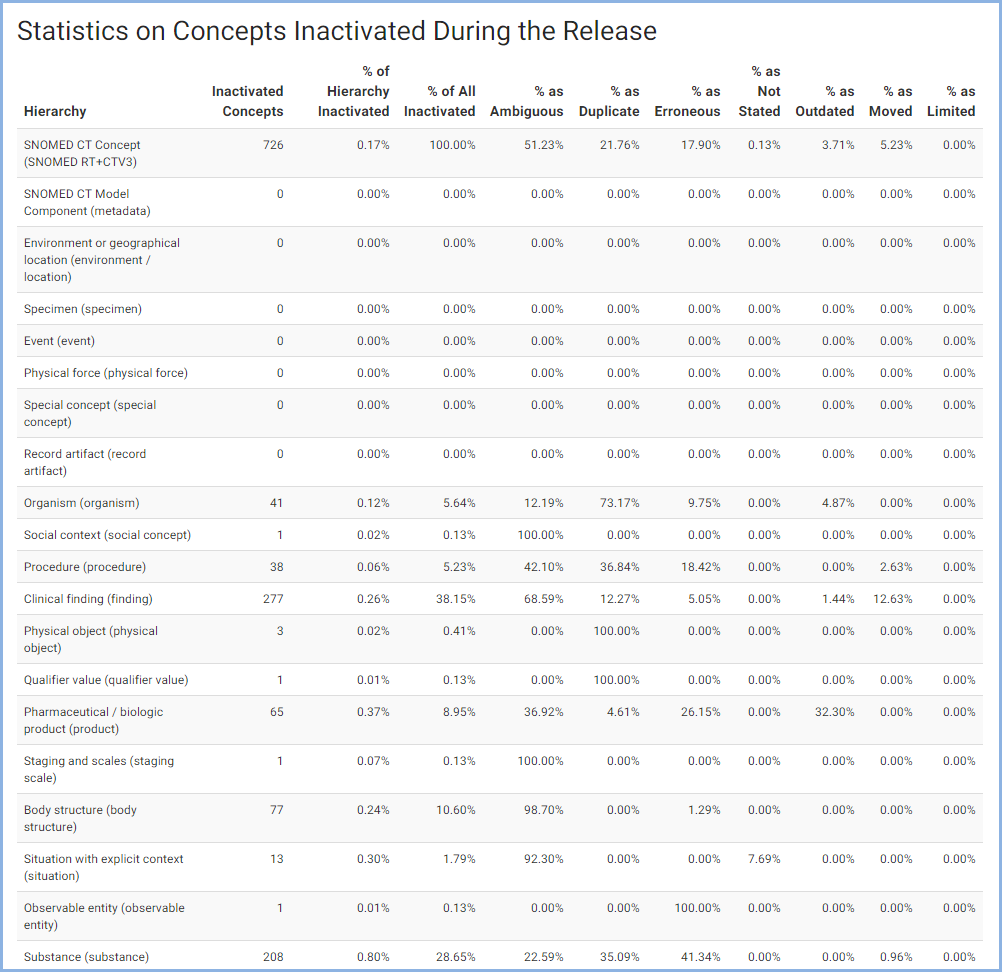 Statistics on Concepts Inactivated During the Release
Hierarchy Inactivated Concepts % of Hierarchy Inactivated % of All Inactivated % as Ambiguous % as Duplicate % as Erroneous % as Not Stated % as Outdated % as Moved % as Limited
SNOMED CT Concept (SNOMED RT+CTV3) 726 0.17% 100.00% 51.23% 21.76% 17.90% 0.13% 3.71% 5.23% 0.00%
SNOMED CT Model Component (metadata) 0 0.00% 0.00% 0.00% 0.00% 0.00% 0.00% 0.00% 0.00% 0.00%
Environment or geographical location (environment / location) 0 0.00% 0.00% 0.00% 0.00% 0.00% 0.00% 0.00% 0.00% 0.00%
Specimen (specimen) 0 0.00% 0.00% 0.00% 0.00% 0.00% 0.00% 0.00% 0.00% 0.00%
Event (event) 0 0.00% 0.00% 0.00% 0.00% 0.00% 0.00% 0.00% 0.00% 0.00%
Physical force (physical force) 0 0.00% 0.00% 0.00% 0.00% 0.00% 0.00% 0.00% 0.00% 0.00%
Special concept (special concept) 0 0.00% 0.00% 0.00% 0.00% 0.00% 0.00% 0.00% 0.00% 0.00%
Record artifact (record artifact) 0 0.00% 0.00% 0.00% 0.00% 0.00% 0.00% 0.00% 0.00% 0.00%
Organism (organism) 41 0.12% 5.64% 12.19% 73.17% 9.75% 0.00% 4.87% 0.00% 0.00%
Social context (social concept) 1 0.02% 0.13% 100.00% 0.00% 0.00% 0.00% 0.00% 0.00% 0.00%
Procedure (procedure) 38 0.06% 5.23% 42.10% 36.84% 18.42% 0.00% 0.00% 2.63% 0.00%
Clinical finding (finding) 277 0.26% 38.15% 68.59% 12.27% 5.05% 0.00% 1.44% 12.63% 0.00%
Physical object (physical object) 3 0.02% 0.41% 0.00% 100.00% 0.00% 0.00% 0.00% 0.00% 0.00%
Qualifier value (qualifier value) 1 0.01% 0.13% 0.00% 100.00% 0.00% 0.00% 0.00% 0.00% 0.00%
Pharmaceutical / biologic product (product) 65 0.37% 8.95% 36.92% 4.61% 26.15% 0.00% 32.30% 0.00% 0.00%
Staging and scales (staging scale) 1 0.07% 0.13% 100.00% 0.00% 0.00% 0.00% 0.00% 0.00% 0.00%
Body structure (body structure) 77 0.24% 10.60% 98.70% 0.00% 1.29% 0.00% 0.00% 0.00% 0.00%
Situation with explicit context (situation) 13 0.30% 1.79% 92.30% 0.00% 0.00% 7.69% 0.00% 0.00% 0.00%
Observable entity (observable entity) 1 0.01% 0.13% 0.00% 0.00% 100.00% 0.00% 0.00% 0.00% 0.00%
Substance (substance) 208 0.80% 28.65% 22.59% 35.09% 41.34% 0.00% 0.00% 0.96% 0.00%